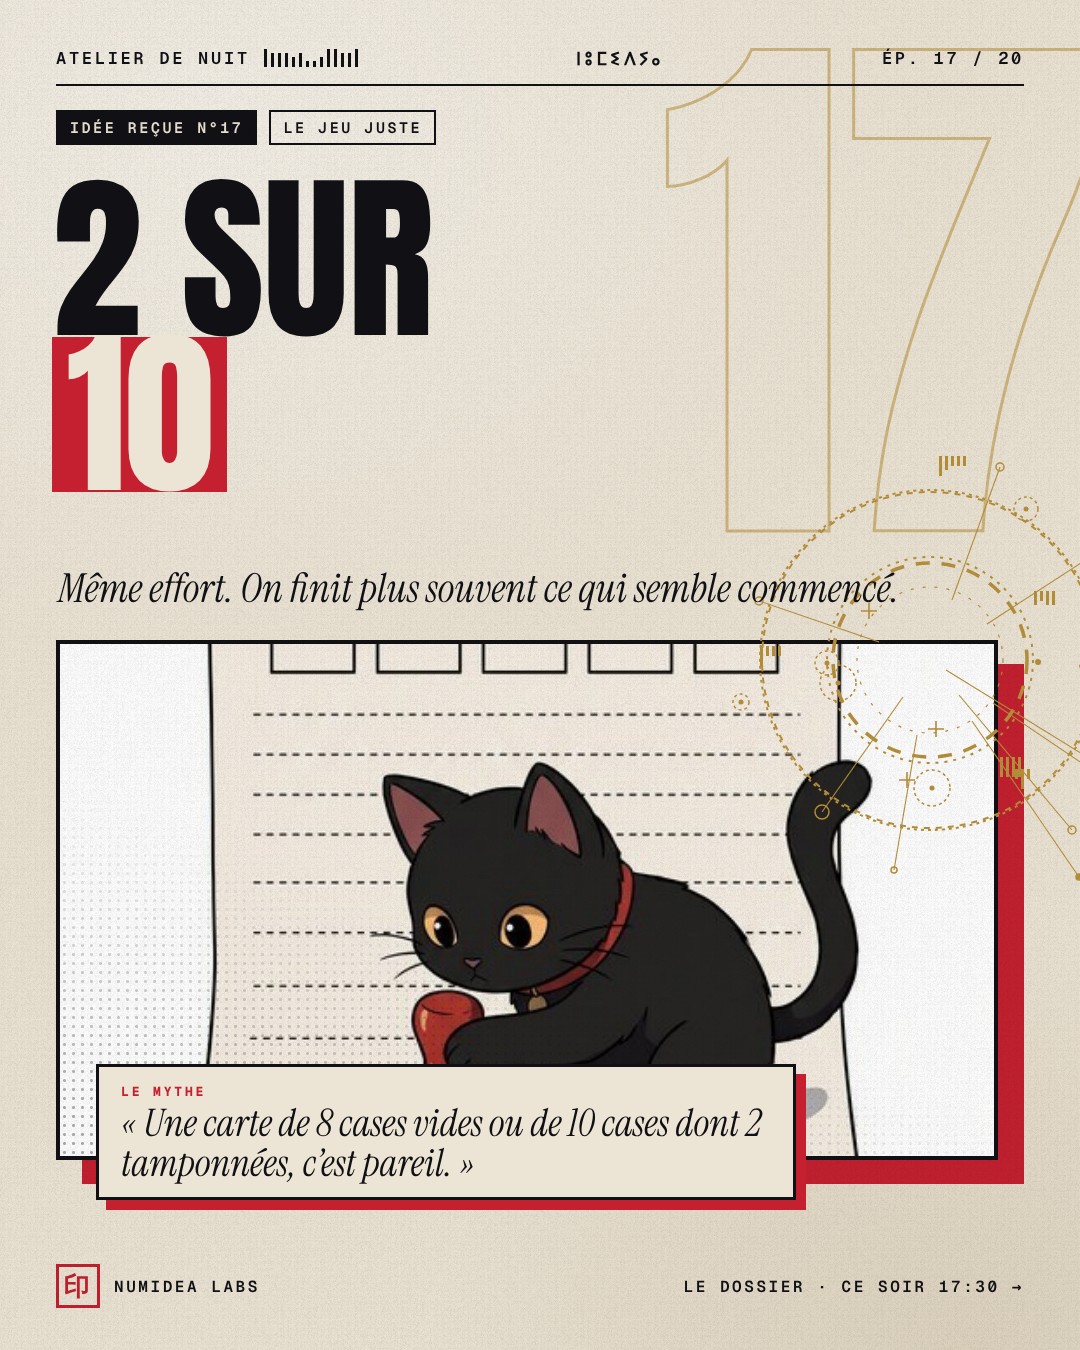 ATELIER DE NUIT
ÉP. 17 / 20
17
IDÉE REÇUE N°17
LE JEU JUSTE
2 SUR
10
Même effort. On finit plus souvent ce qui semble commencé.
LE MYTHE
« Une carte de 8 cases vides ou de 10 cases dont 2
tamponnées, c’est pareil. »
印
NUMIDEA LABS
LE DOSSIER · CE SOIR 17:30 →